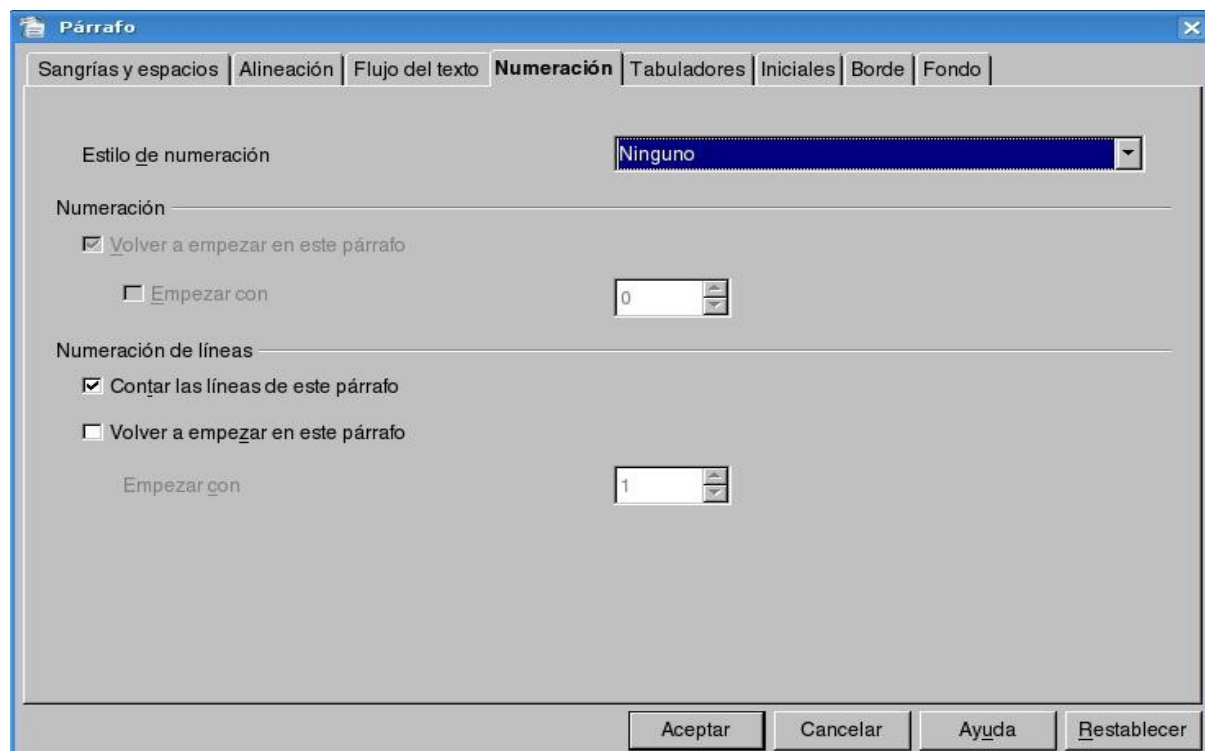 Párrafo
Sangrías y espacios Alineación Flujo del texto Numeración Tabuladores Iniciales Borde Fondo
Estilo de numeración Ninguno
Numeración
Volver a empezar en este párrafo
Empezar con 0
Numeración de líneas
Contar las líneas de este párrafo
Volver a empezar en este párrafo
Empezar con 1
Aceptar Cancelar Ayuda Restablecer